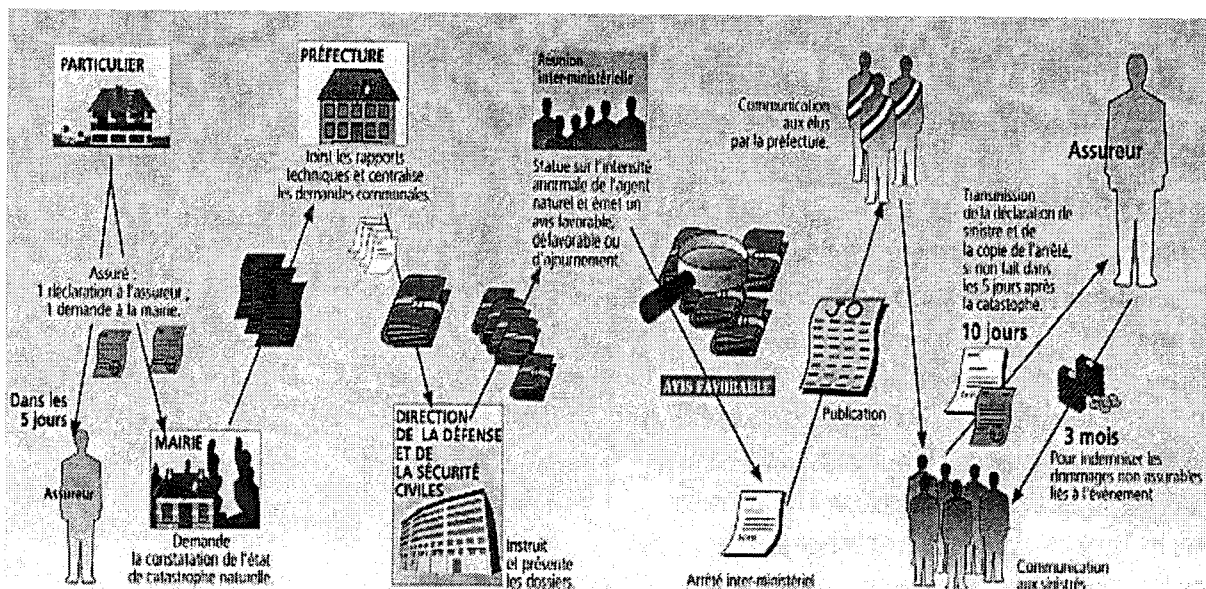 PARTICULIER
Assuré :
1 déclaration à l'assureur,
1 demande à la mairie.
Dans les
5 jours
Assureur
MAIRIE
Demande
la constatation de l'état
de catastrophe naturelle.
PRÉFECTURE
Joint les rapports
techniques et centralise
les demandes communales.
DIRECTION
DE LA DÉFENSE
ET DE
LA SÉCURITÉ
CIVILES
Instruit
et présente
les dossiers.
Réunion
inter-ministérielle
Statue sur l'intensité
anormale de l'agent
naturel et émet un
avis favorable,
défavorable ou
d'ajournement.
AVIS FAVORABLE
Arrêté inter-ministériel
JO
Publication
Communication
aux élus
par la préfecture.
Communication
aux sinistrés
Transmission
de la déclaration de
sinistre et de
la copie de l'arrêté,
si non fait dans
les 5 jours après
la catastrophe.
10 jours
Assureur
3 mois
Pour indemniser les
dommages non assurables
liés à l'événement